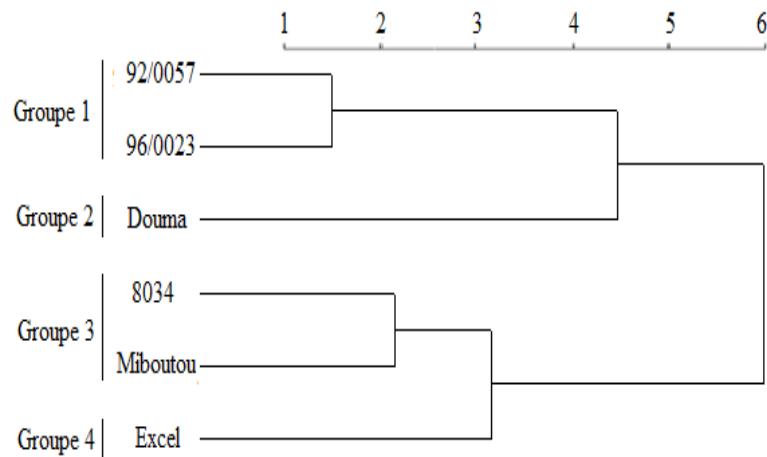 1 2 3 4 5 6
92/0057
Groupe 1
96/0023
Groupe 2 Douma
8034
Groupe 3
Miboutou
Groupe 4 Excel